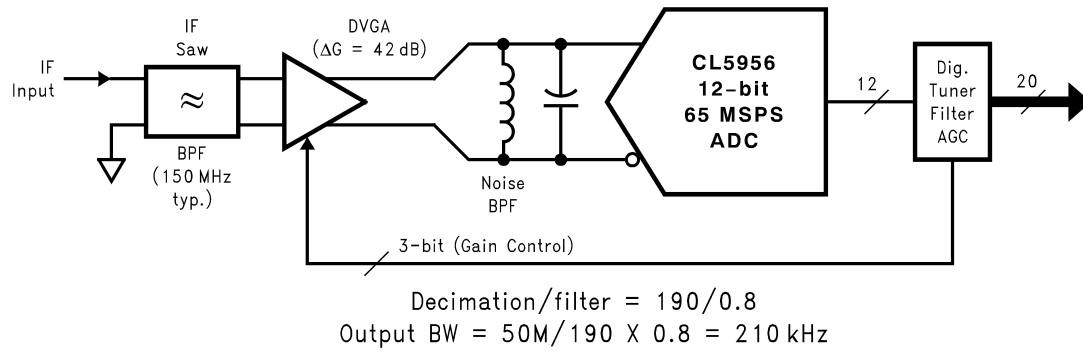 IF
Saw
DVGA
(ΔG = 42 dB)
IF
Input
≈
BPF
(150 MHz
typ.)
Noise
BPF
CL5956
12-bit
65 MSPS
ADC
12
Dig.
Tuner
Filter
AGC
20
3-bit (Gain Control)
Decimation/filter = 190/0.8
Output BW = 50M/190 X 0.8 = 210 kHz